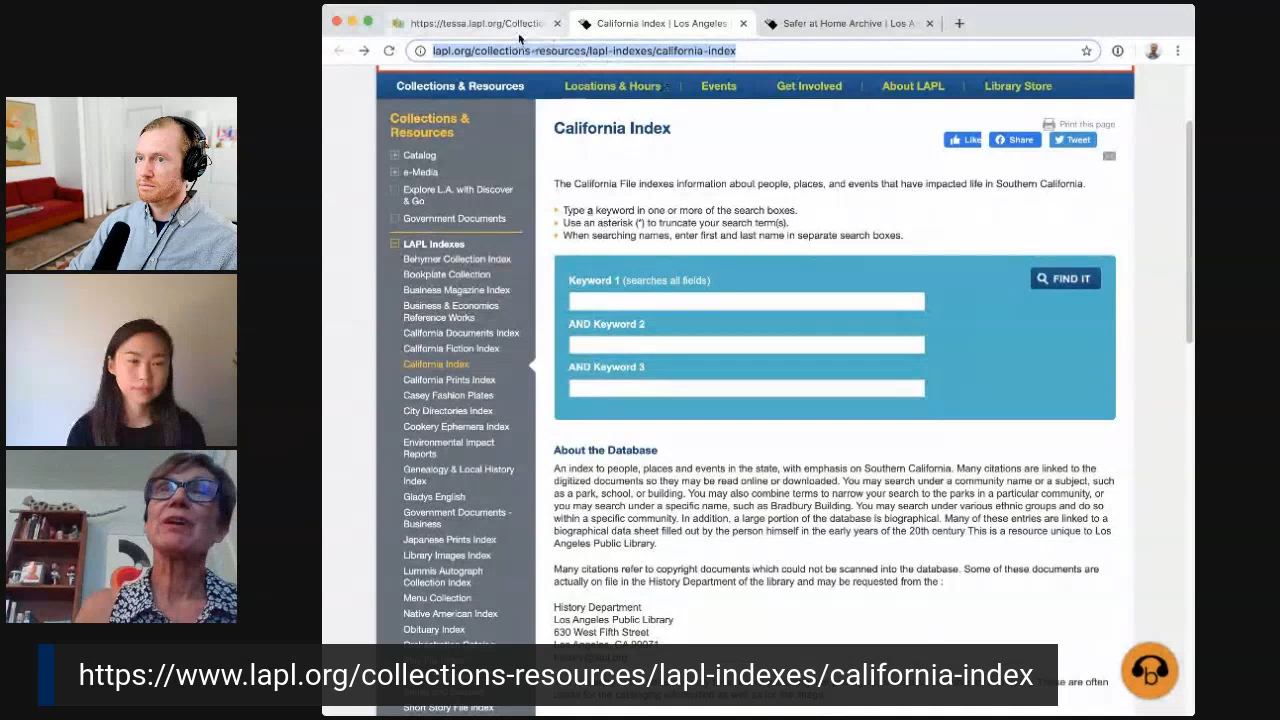 https://tessa.lapl.org/Collectio
California Index | Los Angeles
Safer at Home Archive | Los A
lapl.org/collections-resources/lapl-indexes/california-index
Collections & Resources
Locations & Hours
Events
Get Involved
About LAPL
Library Store
Collections &
Resources
Catalog
e-Media
Explore L.A. with Discover
& Go
Government Documents
LAPL Indexes
Behymer Collection Index
Bookplate Collection
Business Magazine Index
Business & Economics
Reference Works
California Documents Index
California Fiction Index
California Index
California Prints Index
Casey Fashion Plates
City Directories Index
Cookery Ephemera Index
Environmental Impact
Reports
Genealogy & Local History
Index
Gladys English
Government Documents -
Business
Japanese Prints Index
Library Images Index
Lummis Autograph
Collection Index
Menu Collection
Native American Index
Obituary Index
Short Story File Index
California Index
Print this page
Like
Share
Tweet
The California File indexes information about people, places, and events that have impacted life in Southern California.
Type a keyword in one or more of the search boxes.
Use an asterisk (*) to truncate your search term(s).
When searching names, enter first and last name in separate search boxes.
Keyword 1 (searches all fields)
FIND IT
AND Keyword 2
AND Keyword 3
About the Database
An index to people, places and events in the state, with emphasis on Southern California. Many citations are linked to the
digitized documents so they may be read online or downloaded. You may search under a community name or a subject, such
as a park, school, or building. You may also combine terms to narrow your search to the parks in a particular community, or
you may search under a specific name, such as Bradbury Building. You may search under various ethnic groups and do so
within a specific community. In addition, a large portion of the database is biographical. Many of these entries are linked to a
biographical data sheet filled out by the person himself in the early years of the 20th century This is a resource unique to Los
Angeles Public Library.
Many citations refer to copyright documents which could not be scanned into the database. Some of these documents are
actually on file in the History Department of the library and may be requested from the :
History Department
Los Angeles Public Library
630 West Fifth Street
Los Angeles, CA 90071
are often
https://www.lapl.org/collections-resources/lapl-indexes/california-index
b